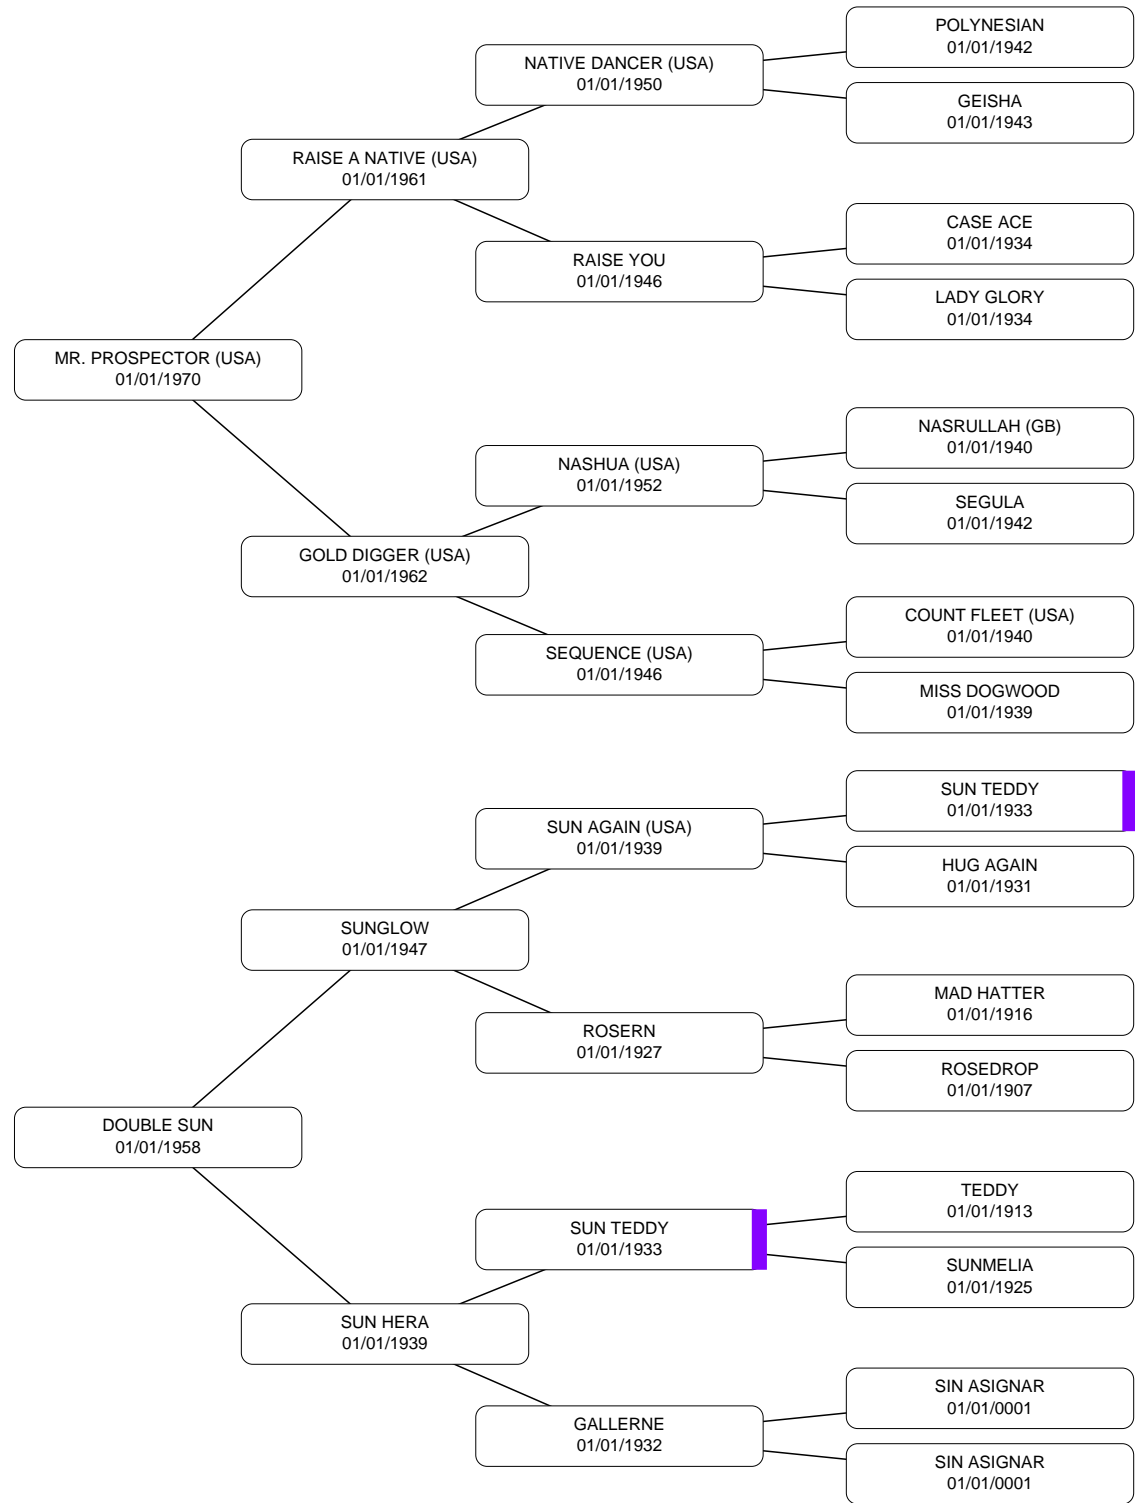 POLYNESIAN
01/01/1942
NATIVE DANCER (USA)
01/01/1950
GEISHA
01/01/1943
RAISE A NATIVE (USA)
01/01/1961
CASE ACE
01/01/1934
RAISE YOU
01/01/1946
LADY GLORY
01/01/1934
MR. PROSPECTOR (USA)
01/01/1970
NASRULLAH (GB)
01/01/1940
NASHUA (USA)
01/01/1952
SEGULA
01/01/1942
GOLD DIGGER (USA)
01/01/1962
COUNT FLEET (USA)
01/01/1940
SEQUENCE (USA)
01/01/1946
MISS DOGWOOD
01/01/1939
SUN TEDDY
01/01/1933
SUN AGAIN (USA)
01/01/1939
HUG AGAIN
01/01/1931
SUNGLOW
01/01/1947
MAD HATTER
01/01/1916
ROSERN
01/01/1927
ROSEDROP
01/01/1907
DOUBLE SUN
01/01/1958
TEDDY
01/01/1913
SUN TEDDY
01/01/1933
SUNMELIA
01/01/1925
SUN HERA
01/01/1939
SIN ASIGNAR
01/01/0001
GALLERNE
01/01/1932
SIN ASIGNAR
01/01/0001